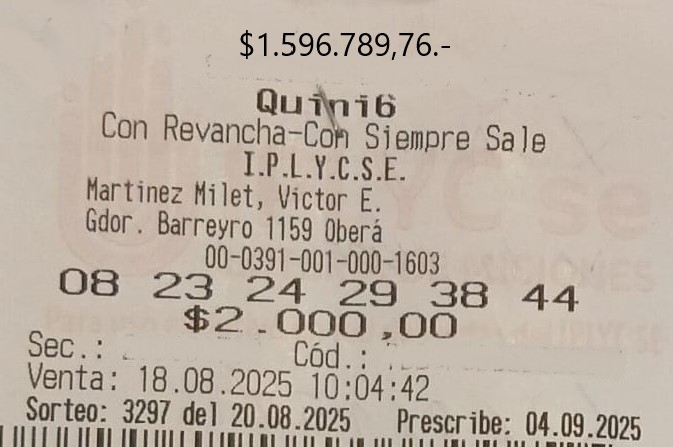 $1.596.789,76.-
Quini6
Con Revancha-Con Siempre Sale
I.P.L.Y.C.S.E.
Martinez Milet, Victor E.
Gdor. Barreyro 1159 Oberá
00-0391-001-000-1603
08 23 24 29 38 44
$2.000,00
Sec.: Cód.:
Venta: 18.08.2025 10:04:42
Sorteo: 3297 del 20.08.2025 Prescribe: 04.09.2025